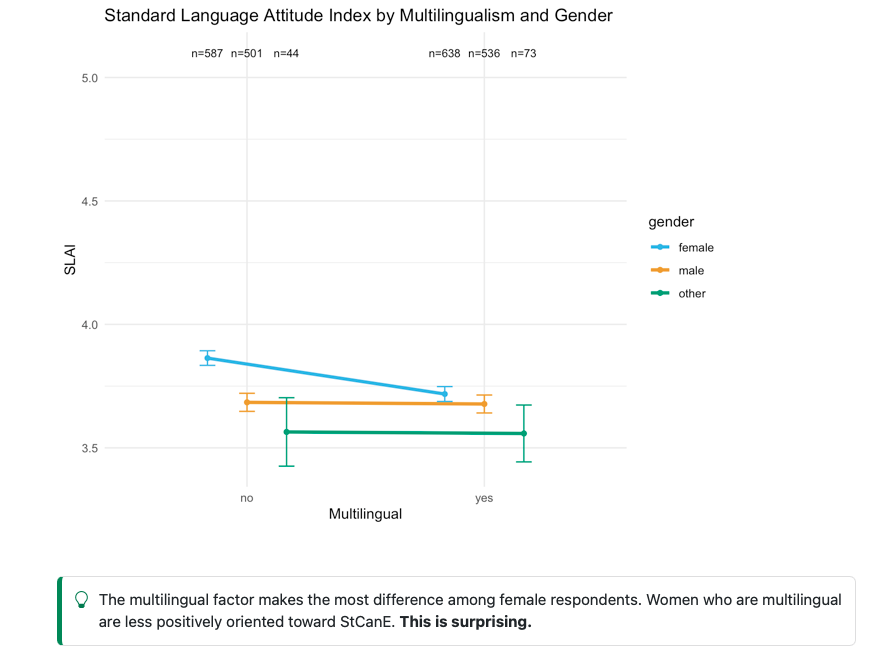 Standard Language Attitude Index by Multilingualism and Gender
n=587 n=501 n=44 n=638 n=536 n=73
5.0
4.5
4.0
3.5
SLAI
no yes
Multilingual
gender
female
male
other
The multilingual factor makes the most difference among female respondents. Women who are multilingual
are less positively oriented toward StCanE. This is surprising.